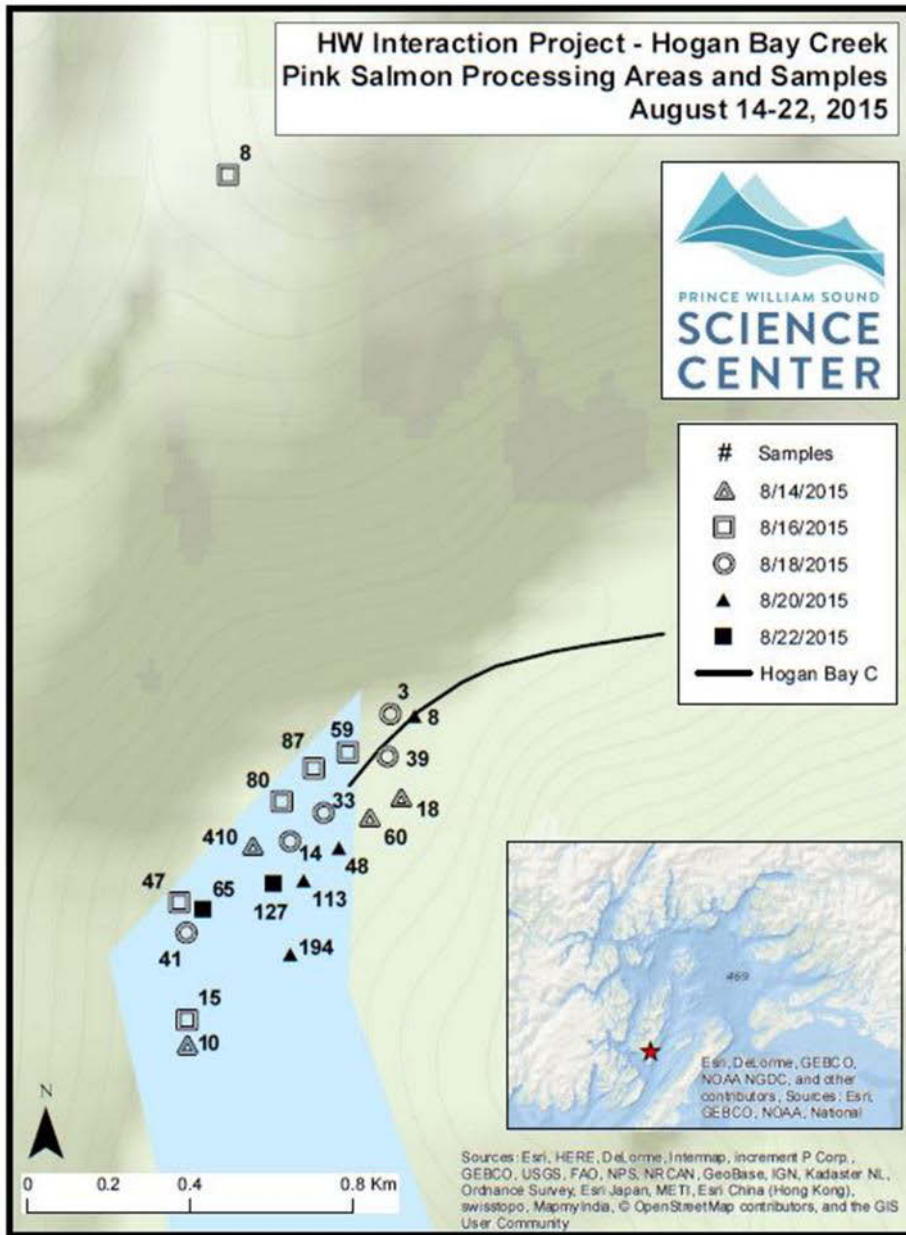 HW Interaction Project - Hogan Bay Creek
Pink Salmon Processing Areas and Samples
August 14-22, 2015
8
PRINCE WILLIAM SOUND
SCIENCE
CENTER
# Samples
8/14/2015
8/16/2015
8/18/2015
8/20/2015
8/22/2015
Hogan Bay C
3
8
59
87
39
80
33
18
60
410
14
48
47
65
113
127
41
194
15
10
469
Esri, DeLorme, GEBCO,
NOAA NGDC, and other
contributors, Sources: Esri,
GEBCO, NOAA, National
N
0 0.2 0.4 0.8 Km
Sources: Esri, HERE, DeLorme, Intermap, increment P Corp.,
GEBCO, USGS, FAO, NPS, NRCAN, GeoBase, IGN, Kadaster NL,
Ordnance Survey, Esri Japan, METI, Esri China (Hong Kong),
swisstopo, MapmyIndia, © OpenStreetMap contributors, and the GIS
User Community